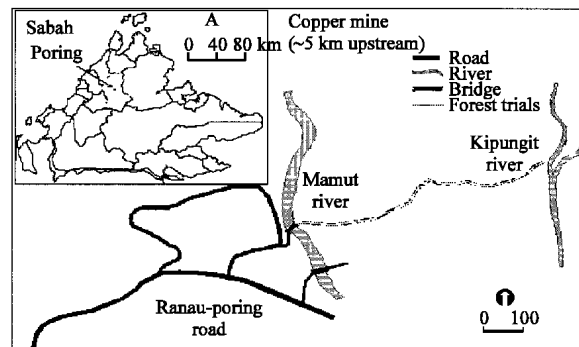 Sabah
Poring
A
0 40 80 km
Copper mine
(~5 km upstream)
Road
River
Bridge
Forest trials
Kipungit
river
Mamut
river
Ranau-poring
road
0 100